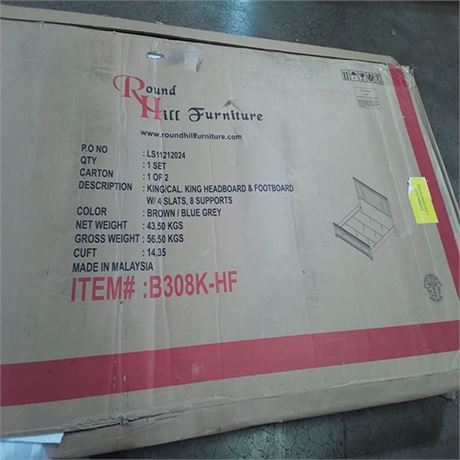 Round
Hill Furniture
www.roundhillfurniture.com
P.O NO : LS11212024
QTY : 1 SET
CARTON : 1 OF 2
DESCRIPTION : KING/CAL. KING HEADBOARD & FOOTBOARD
W/ 4 SLATS, 8 SUPPORTS
COLOR : BROWN / BLUE GREY
NET WEIGHT : 43.50 KGS
GROSS WEIGHT : 56.50 KGS
CUFT : 14.35
MADE IN MALAYSIA
ITEM# :B308K-HF